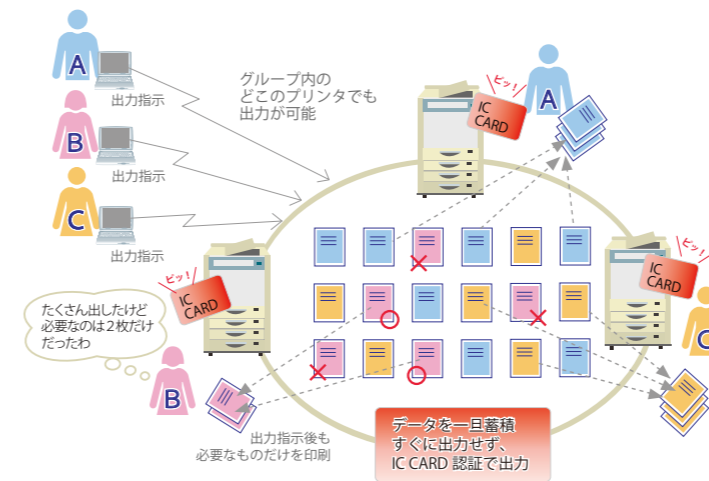 A
出力指示
B
出力指示
C
出力指示
グループ内の
どこのプリンタでも
出力が可能
ピッ!
IC
CARD
A
ピッ!
IC
CARD
ピッ!
IC
CARD
C
たくさん出したけど
必要なのは2枚だけ
だったわ
B
出力指示後も
必要なものだけを印刷
データを一旦蓄積
すぐに出力せず、
IC CARD 認証で出力